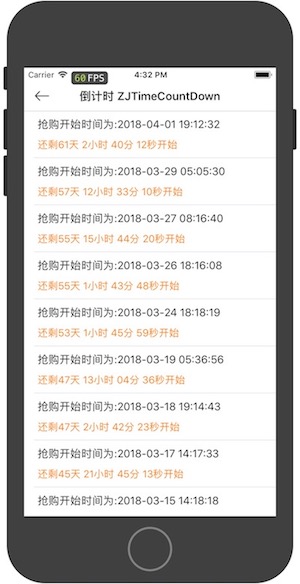 Carrier 4:32 PM
60 FPS
倒计时 ZJTimeCountDown
抢购开始时间为:2018-04-01 19:12:32
还剩61天 2小时 40分 12秒开始
抢购开始时间为:2018-03-29 05:05:30
还剩57天 12小时 33分 10秒开始
抢购开始时间为:2018-03-27 08:16:40
还剩55天 15小时 44分 20秒开始
抢购开始时间为:2018-03-26 18:16:08
还剩55天 1小时 43分 48秒开始
抢购开始时间为:2018-03-24 18:18:19
还剩53天 1小时 45分 59秒开始
抢购开始时间为:2018-03-19 05:36:56
还剩47天 13小时 04分 36秒开始
抢购开始时间为:2018-03-18 19:14:43
还剩47天 2小时 42分 23秒开始
抢购开始时间为:2018-03-17 14:17:33
还剩45天 21小时 45分 13秒开始
抢购开始时间为:2018-03-15 14:18:18